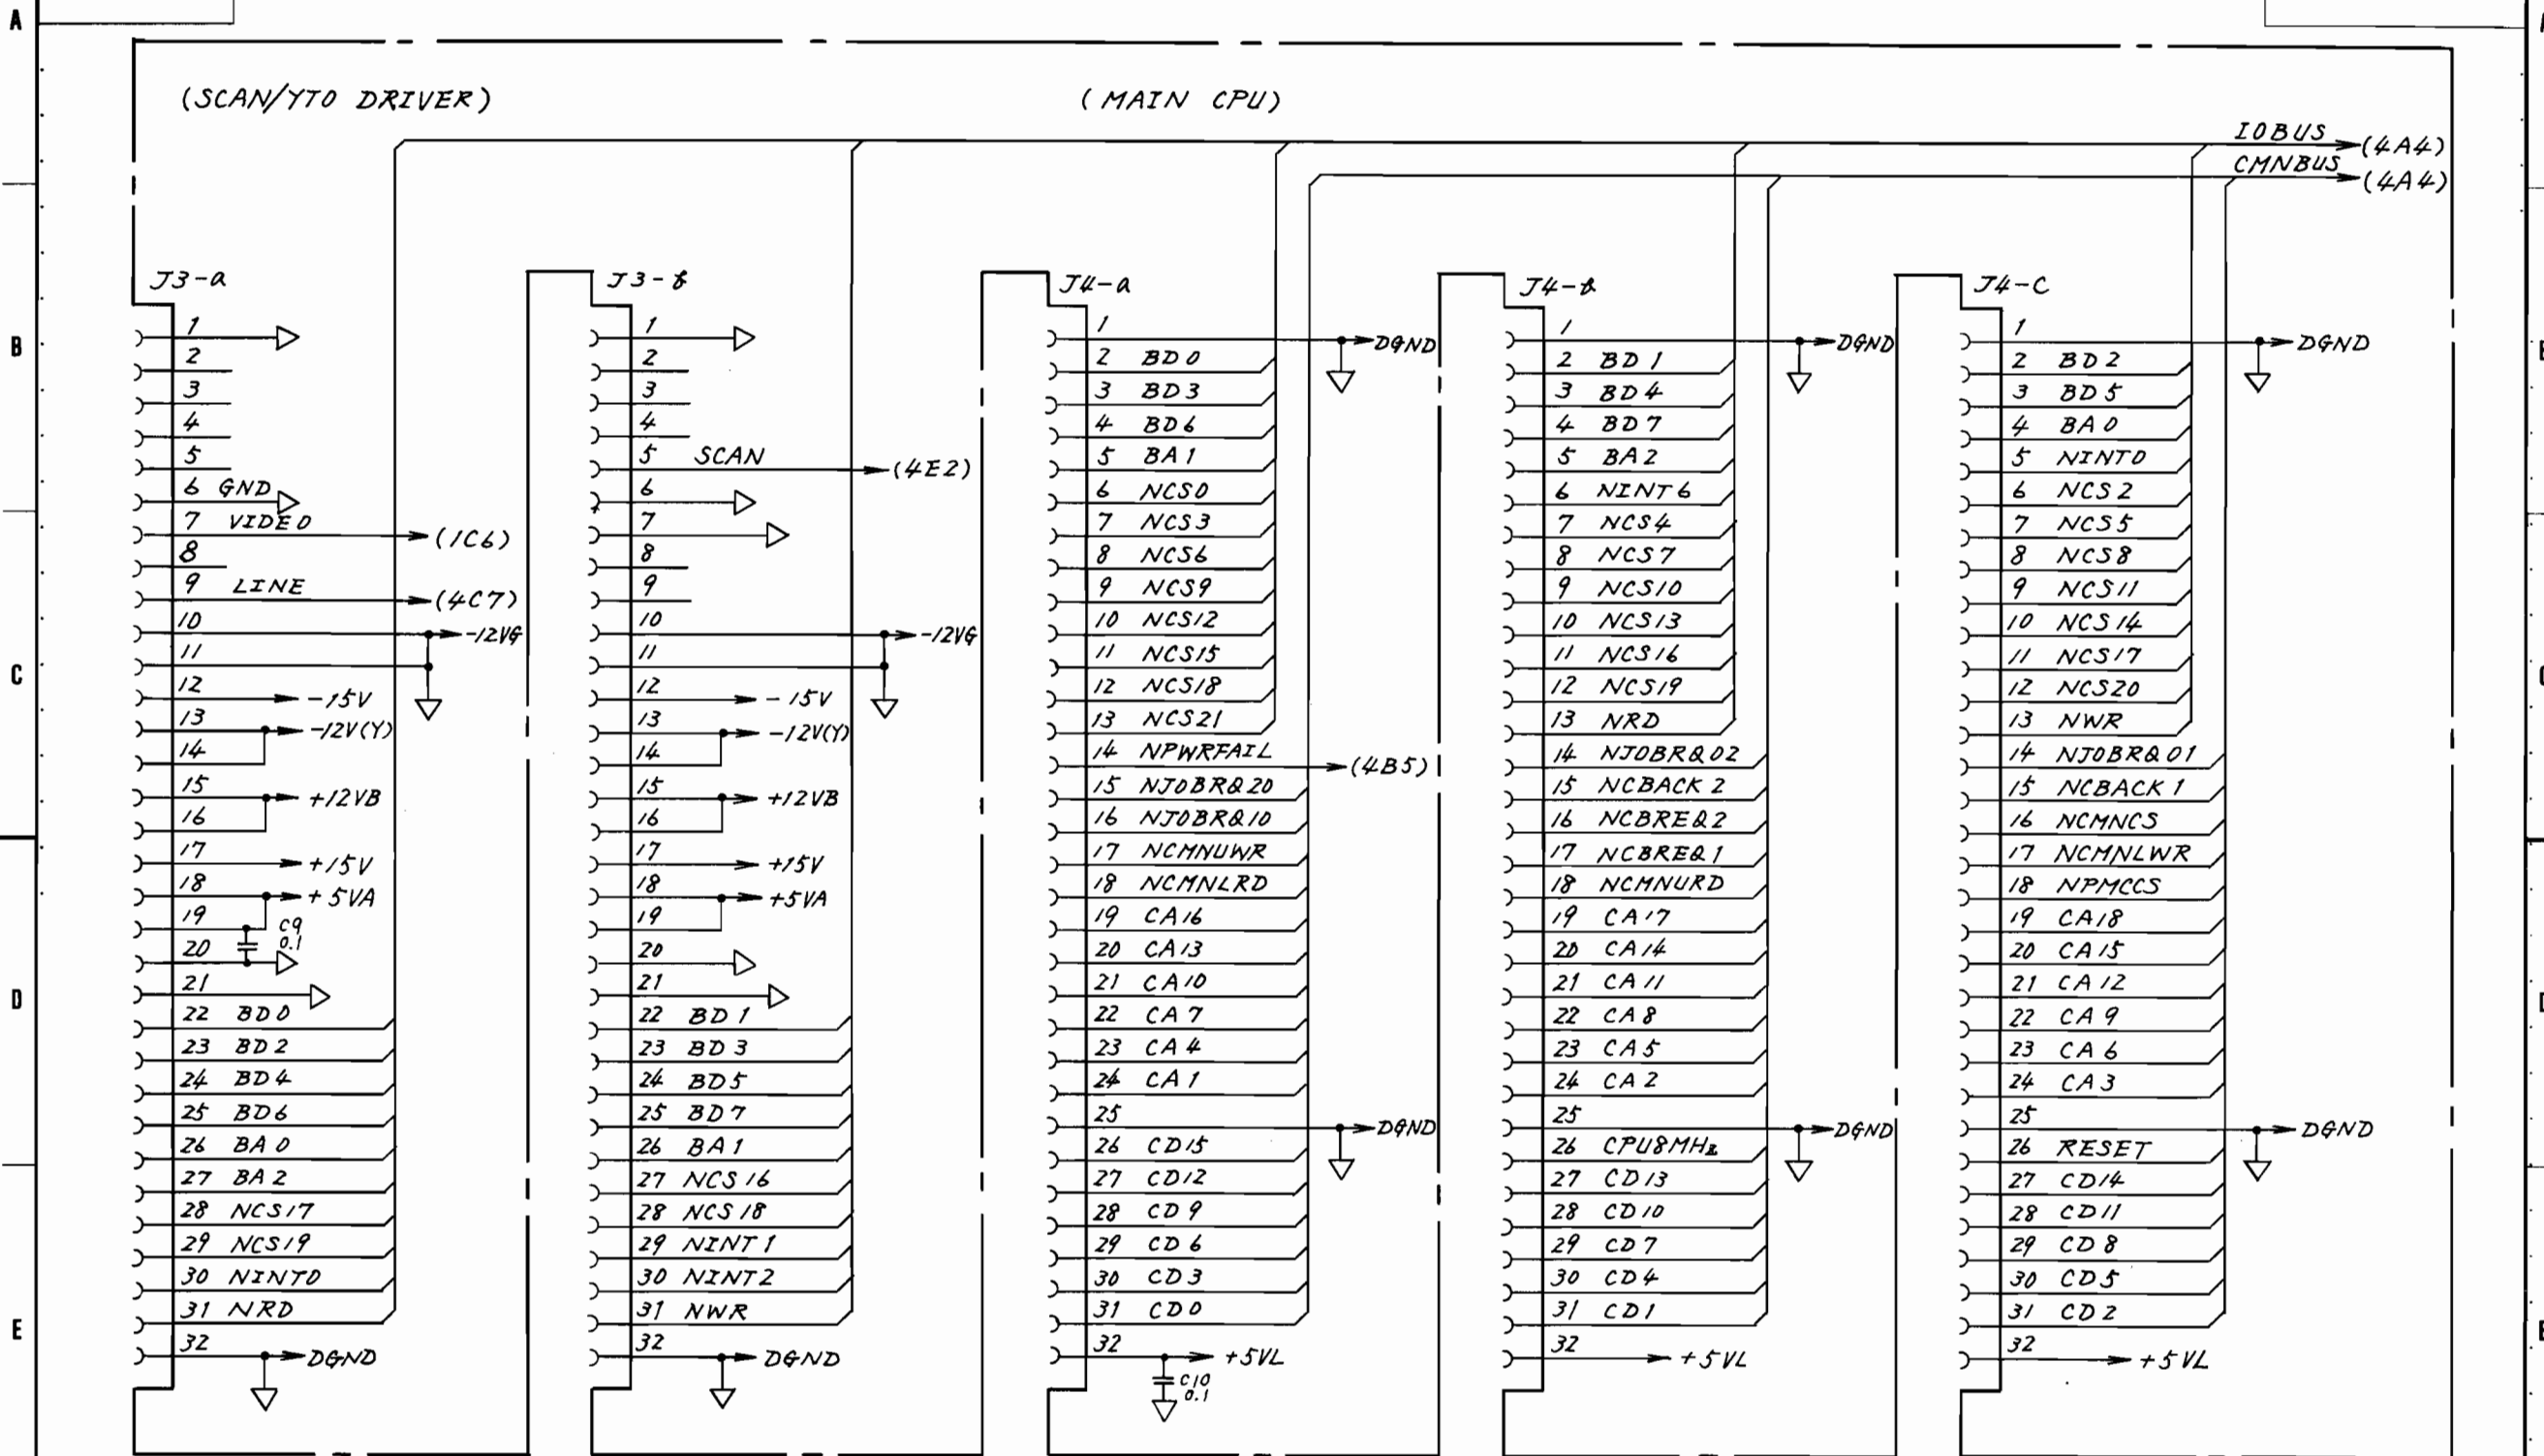 A
(SCAN/YTO DRIVER)
(MAIN CPU)
IOBUS (4A4)
CMNBUS (4A4)
B
C
D
E
J3-a
1
2
3
4
5
6 GND
7 VIDEO (1C6)
8
9 LINE (4C7)
10 -12VG
11
12 -15V
13 -12V(Y)
14
15 +12VB
16
17 +15V
18 +5VA
19 C9
20 0.1
21
22 BD0
23 BD2
24 BD4
25 BD6
26 BA0
27 BA2
28 NCS17
29 NCS19
30 NINT0
31 NRD
32 DGND
J3-b
1
2
3
4
5 SCAN (4E2)
6
7
8
9
10 -12VG
11
12 -15V
13 -12V(Y)
14
15 +12VB
16
17 +15V
18 +5VA
19
20
21
22 BD1
23 BD3
24 BD5
25 BD7
26 BA1
27 NCS16
28 NCS18
29 NINT1
30 NINT2
31 NWR
32 DGND
J4-a
1 DGND
2 BD0
3 BD3
4 BD6
5 BA1
6 NCS0
7 NCS3
8 NCS6
9 NCS9
10 NCS12
11 NCS15
12 NCS18
13 NCS21
14 NPWRFAIL (4B5)
15 NJOBRQ20
16 NJOBRQ10
17 NCMNUWR
18 NCMNLRD
19 CA16
20 CA13
21 CA10
22 CA7
23 CA4
24 CA1
25 DGND
26 CD15
27 CD12
28 CD9
29 CD6
30 CD3
31 CD0
32 +5VL
C10
0.1
J4-b
1 DGND
2 BD1
3 BD4
4 BD7
5 BA2
6 NINT6
7 NCS4
8 NCS7
9 NCS10
10 NCS13
11 NCS16
12 NCS19
13 NRD
14 NJOBRQ02
15 NCBACK2
16 NCBREQ2
17 NCBREQ1
18 NCMNURD
19 CA17
20 CA14
21 CA11
22 CA8
23 CA5
24 CA2
25 DGND
26 CPU8MHz
27 CD13
28 CD10
29 CD7
30 CD4
31 CD1
32 +5VL
J4-C
1 DGND
2 BD2
3 BD5
4 BA0
5 NINT0
6 NCS2
7 NCS5
8 NCS8
9 NCS11
10 NCS14
11 NCS17
12 NCS20
13 NWR
14 NJOBRQ01
15 NCBACK1
16 NCMNCS
17 NCMNLWR
18 NPMCCS
19 CA18
20 CA15
21 CA12
22 CA9
23 CA6
24 CA3
25 DGND
26 RESET
27 CD14
28 CD11
29 CD8
30 CD5
31 CD2
32 +5VL